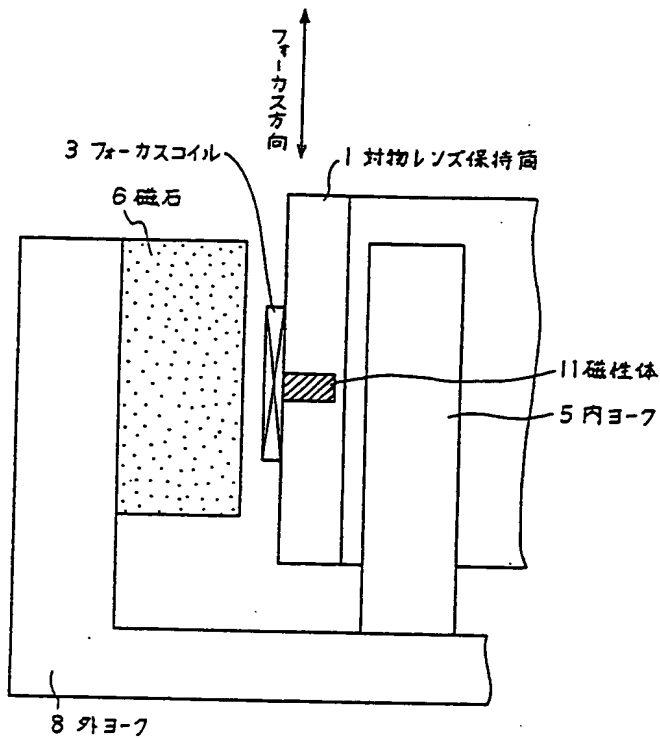 フォーカス方向
3 フォーカスコイル
1 対物レンズ保持筒
6 磁石
11 磁性体
5 内ヨーク
8 外ヨーク